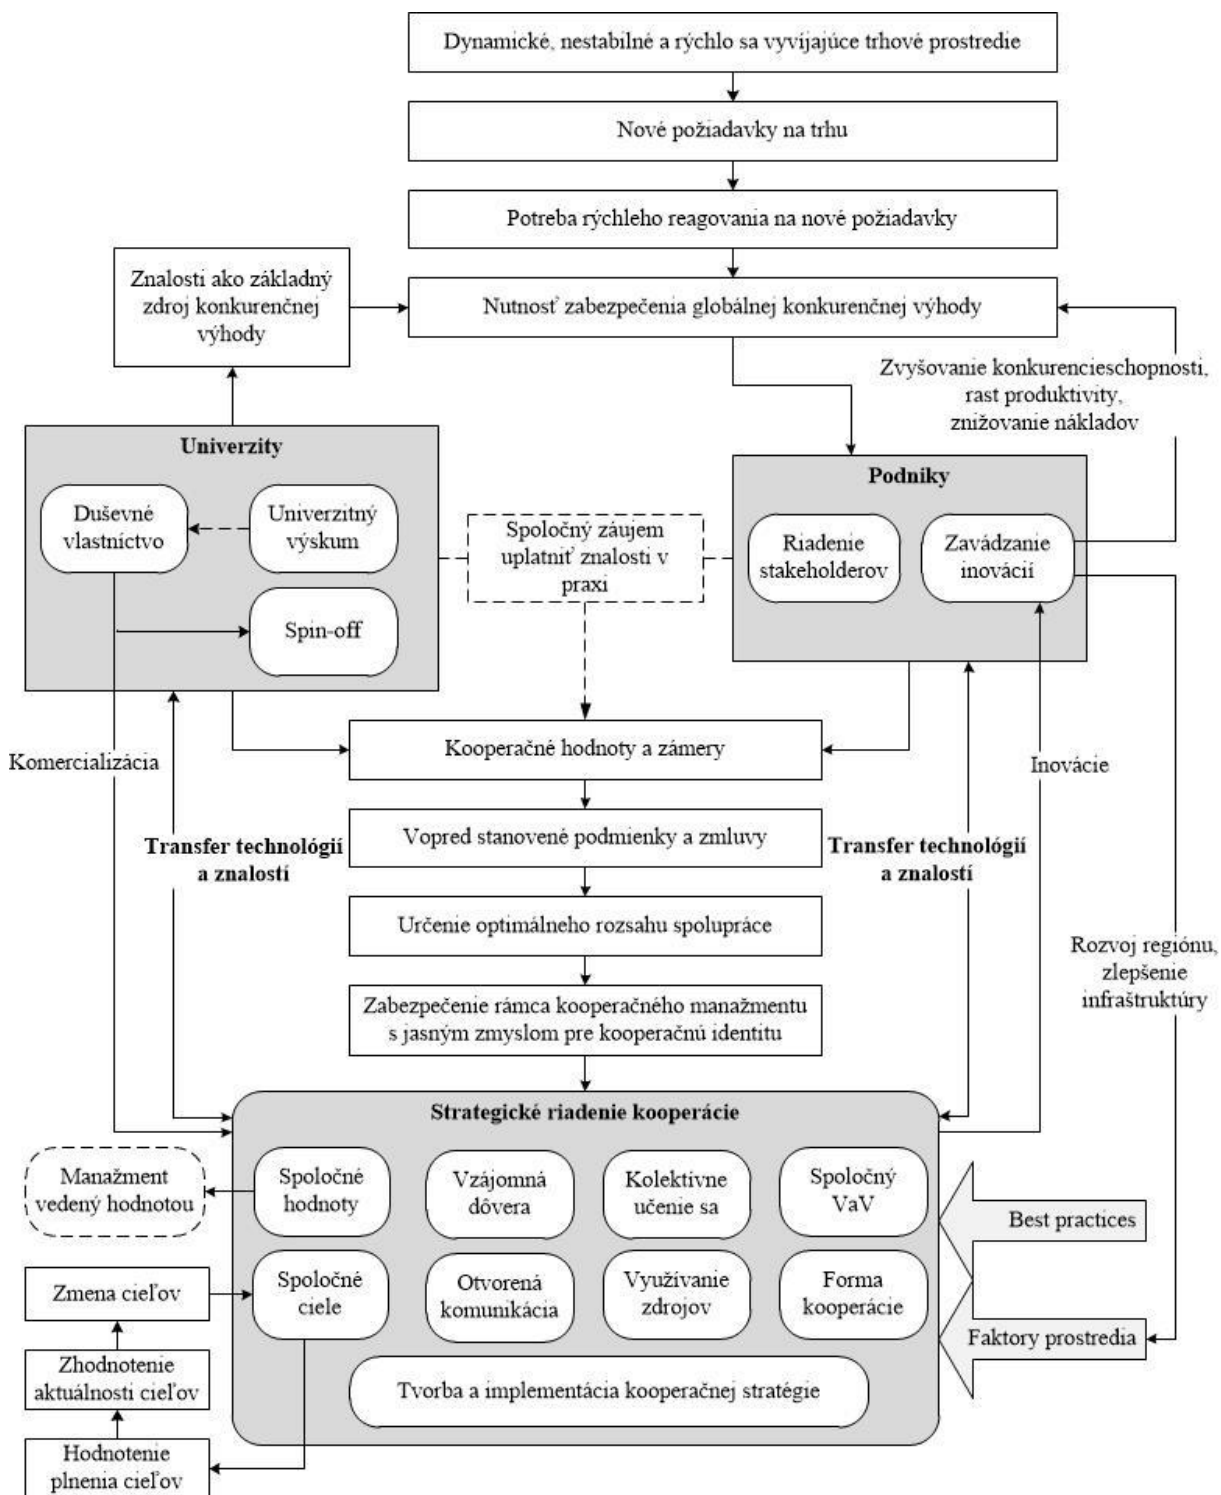 Dynamické, nestabilné a rýchlo sa vyvíjajúce trhové prostredie
Nové požiadavky na trhu
Potreba rýchleho reagovania na nové požiadavky
Znalosti ako základný
zdroj konkurenčnej
výhody
Nutnosť zabezpečenia globálnej konkurenčnej výhody
Zvyšovanie konkurencieschopnosti,
rast produktivity,
znižovanie nákladov
Univerzity
Duševné
vlastníctvo
Univerzitný
výskum
Spin-off
Spoločný záujem
uplatniť znalosti v
praxi
Podniky
Riadenie
stakeholderov
Zavádzanie
inovácií
Komercializácia
Kooperačné hodnoty a zámery
Inovácie
Vopred stanovené podmienky a zmluvy
Transfer technológií
a znalostí
Transfer technológií
a znalostí
Určenie optimálneho rozsahu spolupráce
Rozvoj regiónu,
zlepšenie
infraštruktúry
Zabezpečenie rámca kooperačného manažmentu
s jasným zmyslom pre kooperačnú identitu
Strategické riadenie kooperácie
Manažment
vedený hodnotou
Spoločné
hodnoty
Vzájomná
dôvera
Kolektívne
učenie sa
Spoločný
VaV
Best practices
Zmena cieľov
Spoločné
ciele
Otvorená
komunikácia
Využívanie
zdrojov
Forma
kooperácie
Faktory prostredia
Zhodnotenie
aktuálnosti cieľov
Tvorba a implementácia kooperačnej stratégie
Hodnotenie
plnenia cieľov